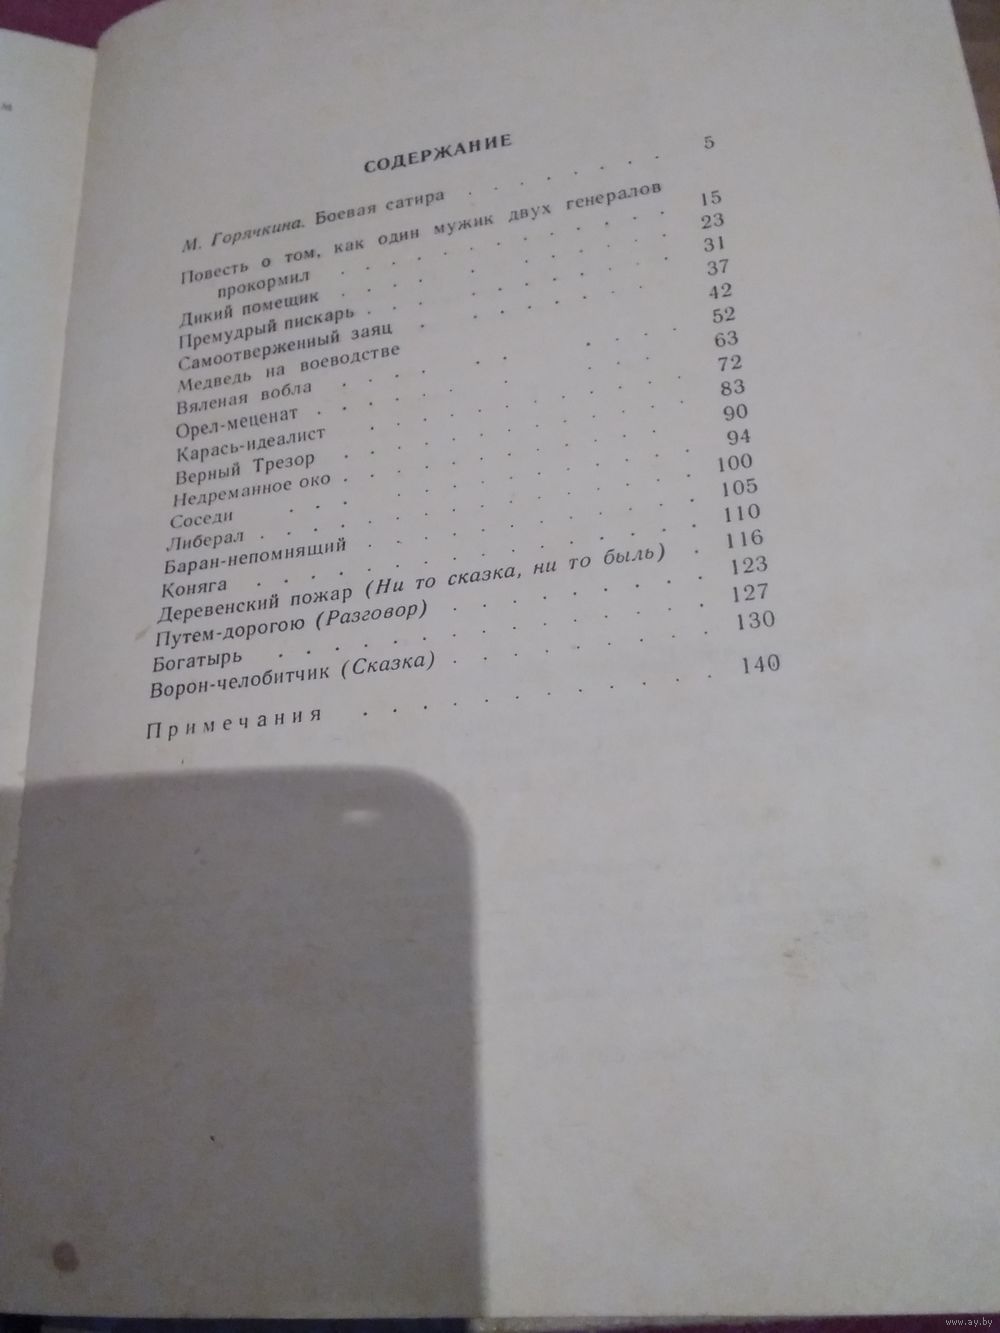 м
СОДЕРЖАНИЕ
М. Горячкина. Боевая сатира . . . . . . . 5
Повесть о том, как один мужик двух генералов
прокормил . . . . . . . . . . . 15
Дикий помещик . . . . . . . . . . 23
Премудрый пискарь . . . . . . . . . 31
Самоотверженный заяц . . . . . . . 37
Медведь на воеводстве . . . . . . . 42
Вяленая вобла . . . . . . . . . . 52
Орел-меценат . . . . . . . . . . 63
Карась-идеалист . . . . . . . . . . 72
Верный Трезор . . . . . . . . . . 83
Недреманное око . . . . . . . . . . 90
Соседи . . . . . . . . . . . . 94
Либерал . . . . . . . . . . . . 100
Баран-непомнящий . . . . . . . . . 105
Коняга . . . . . . . . . . . . 110
Деревенский пожар (Ни то сказка, ни то быль) . 116
Путем-дорогою (Разговор) . . . . . . . 123
Богатырь . . . . . . . . . . . . 127
Ворон-челобитчик (Сказка) . . . . . . . 130
Примечания . . . . . . . . . . . 140
www.ay.by